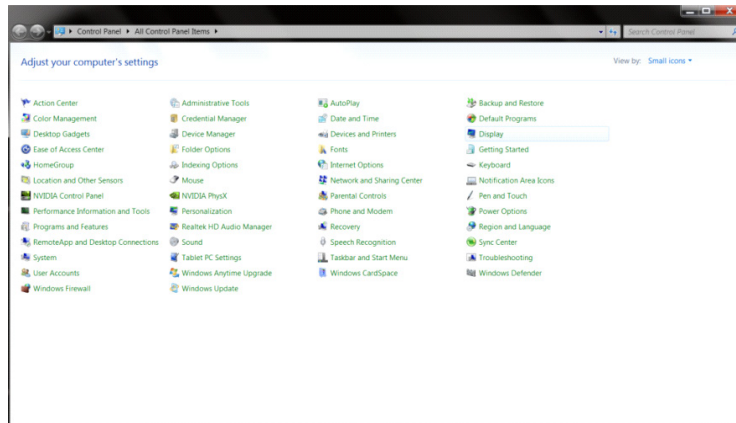 Control Panel ▸ All Control Panel Items ▸
Search Control Panel
Adjust your computer's settings
View by: Small icons
Action Center Administrative Tools AutoPlay Backup and Restore
Color Management Credential Manager Date and Time Default Programs
Desktop Gadgets Device Manager Devices and Printers Display
Ease of Access Center Folder Options Fonts Getting Started
HomeGroup Indexing Options Internet Options Keyboard
Location and Other Sensors Mouse Network and Sharing Center Notification Area Icons
NVIDIA Control Panel NVIDIA PhysX Parental Controls Pen and Touch
Performance Information and Tools Personalization Phone and Modem Power Options
Programs and Features Realtek HD Audio Manager Recovery Region and Language
RemoteApp and Desktop Connections Sound Speech Recognition Sync Center
System Tablet PC Settings Taskbar and Start Menu Troubleshooting
User Accounts Windows Anytime Upgrade Windows CardSpace Windows Defender
Windows Firewall Windows Update